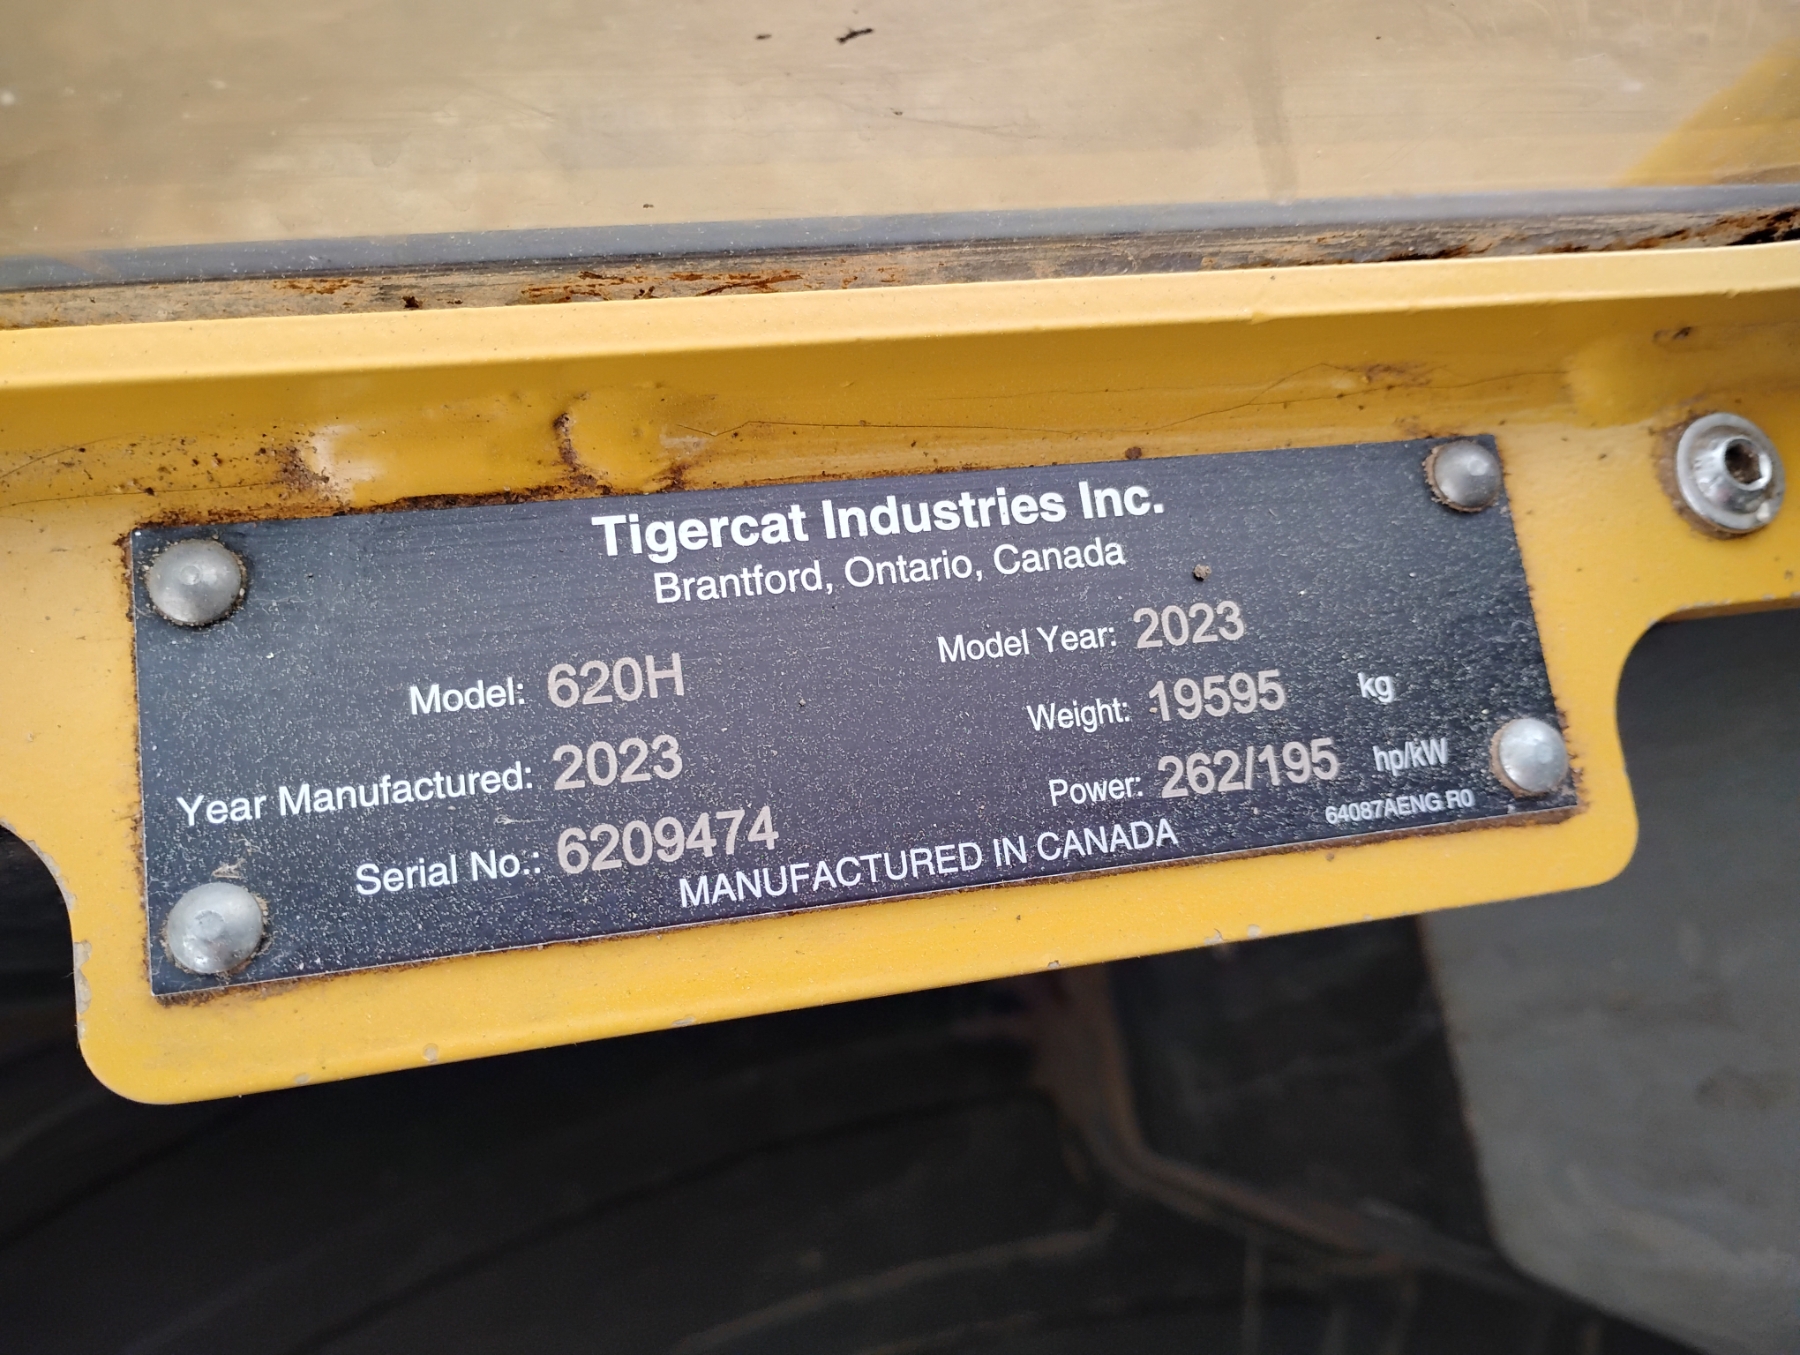 Tigercat Industries Inc.
Brantford, Ontario, Canada
Model: 620H
Model Year: 2023
Year Manufactured: 2023
Weight: 19595 kg
Serial No.: 6209474
Power: 262/195 hp/kW
MANUFACTURED IN CANADA
64087AENG R0